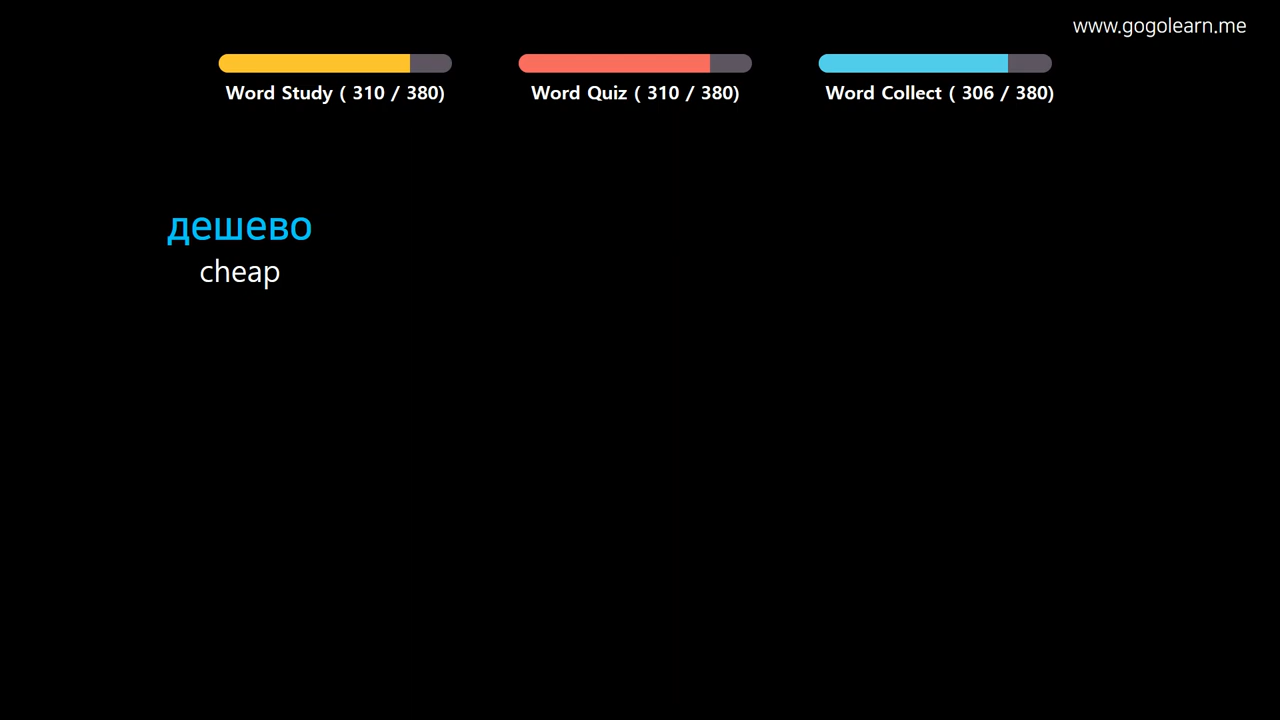 www.gogolearn.me
Word Study ( 310 / 380)
Word Quiz ( 310 / 380)
Word Collect ( 306 / 380)
дешево
cheap